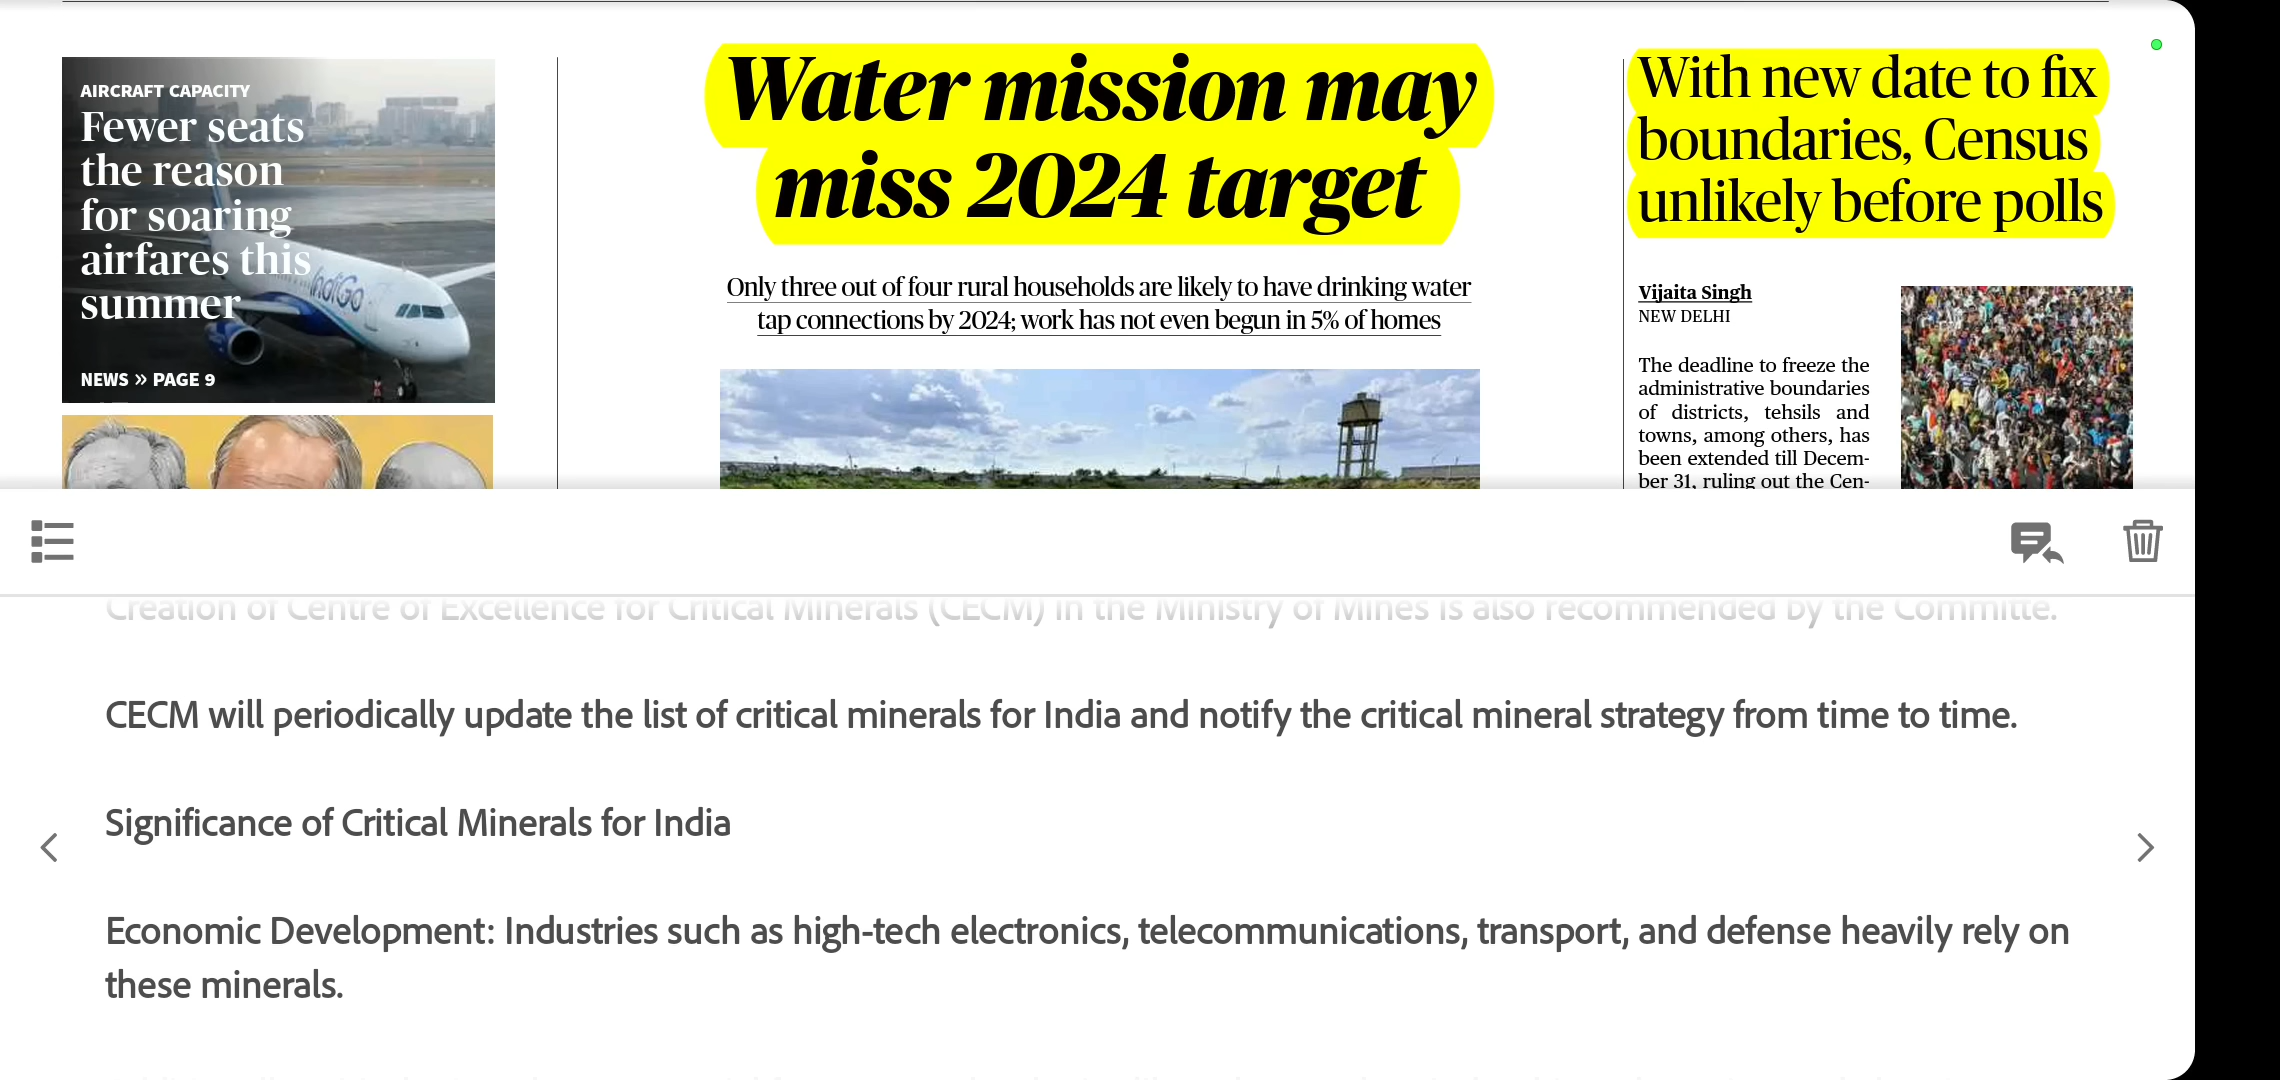 AIRCRAFT CAPACITY
Fewer seats
the reason
for soaring
airfares this
summer
IndiGo
NEWS » PAGE 9
Water mission may
miss 2024 target
Only three out of four rural households are likely to have drinking water
tap connections by 2024; work has not even begun in 5% of homes
With new date to fix
boundaries, Census
unlikely before polls
Vijaita Singh
NEW DELHI
The deadline to freeze the
administrative boundaries
of districts, tehsils and
towns, among others, has
been extended till Decem-
ber 31, ruling out the Cen-
Creation of Centre of Excellence for Critical Minerals (CECM) in the Ministry of Mines is also recommended by the Committe.
CECM will periodically update the list of critical minerals for India and notify the critical mineral strategy from time to time.
Significance of Critical Minerals for India
Economic Development: Industries such as high-tech electronics, telecommunications, transport, and defense heavily rely on
these minerals.